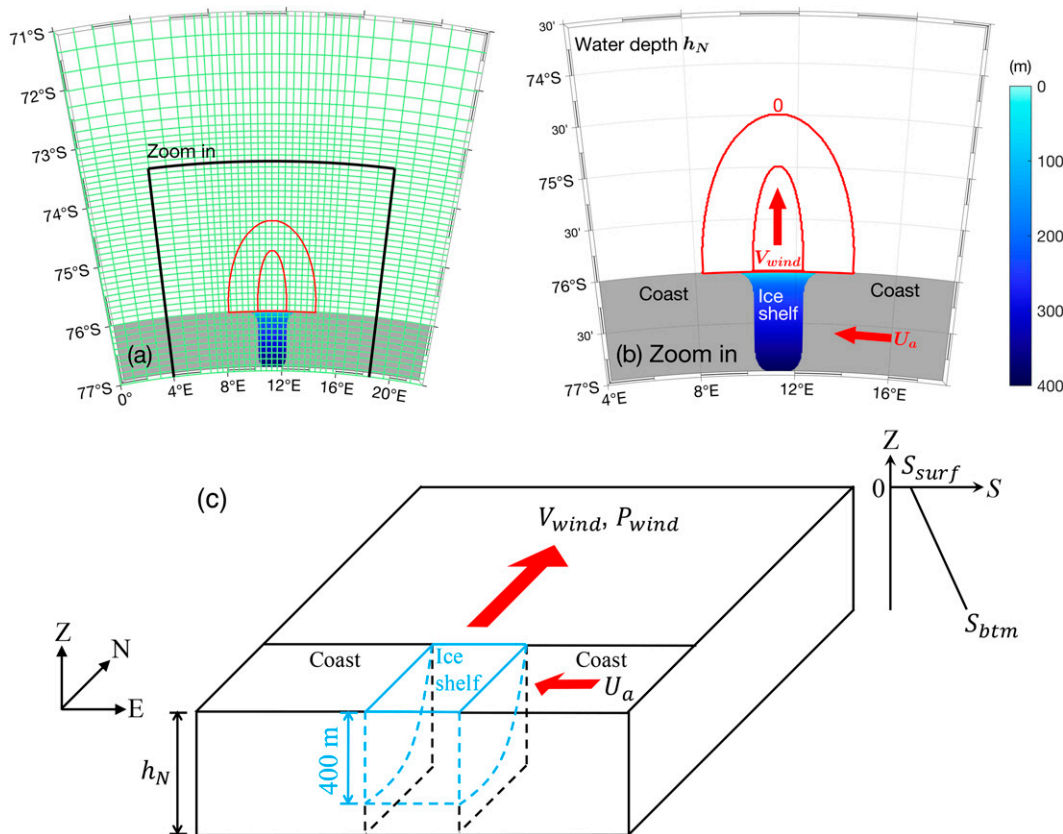 71°S
72°S
73°S
74°S
75°S
76°S
77°S
0°
4°E
8°E
12°E
16°E
20°E
Zoom in
(a)
30'
74°S
30'
75°S
30'
76°S
30'
77°S
4°E
8°E
12°E
16°E
Water depth h_N
0
V_wind
Coast
Ice
shelf
Coast
U_a
(b) Zoom in
(m)
0
100
200
300
400
(c)
V_wind, P_wind
Coast
Ice
shelf
Coast
U_a
Z
N
E
h_N
400 m
Z
S_surf
0
S
S_btm